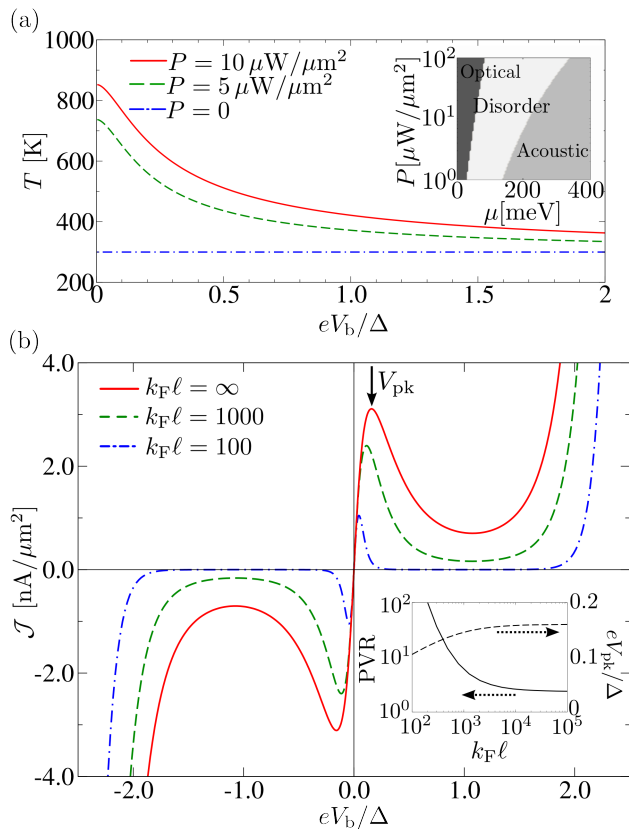 (a)
1000
800
600
400
200
T [K]
P = 10 μW/μm²
P = 5 μW/μm²
P = 0
10²
10¹
10⁰
P[μW/μm²]
Optical
Disorder
Acoustic
0 200 400
μ[meV]
0 0.5 1.0 1.5 2
eV_b/Δ
(b)
4.0
2.0
0.0
-2.0
-4.0
𝒥 [nA/μm²]
k_Fℓ = ∞
k_Fℓ = 1000
k_Fℓ = 100
V_pk
10²
10¹
10⁰
PVR
0.2
0.1
0
eV_pk/Δ
10² 10³ 10⁴ 10⁵
k_Fℓ
-2.0 -1.0 0.0 1.0 2.0
eV_b/Δ